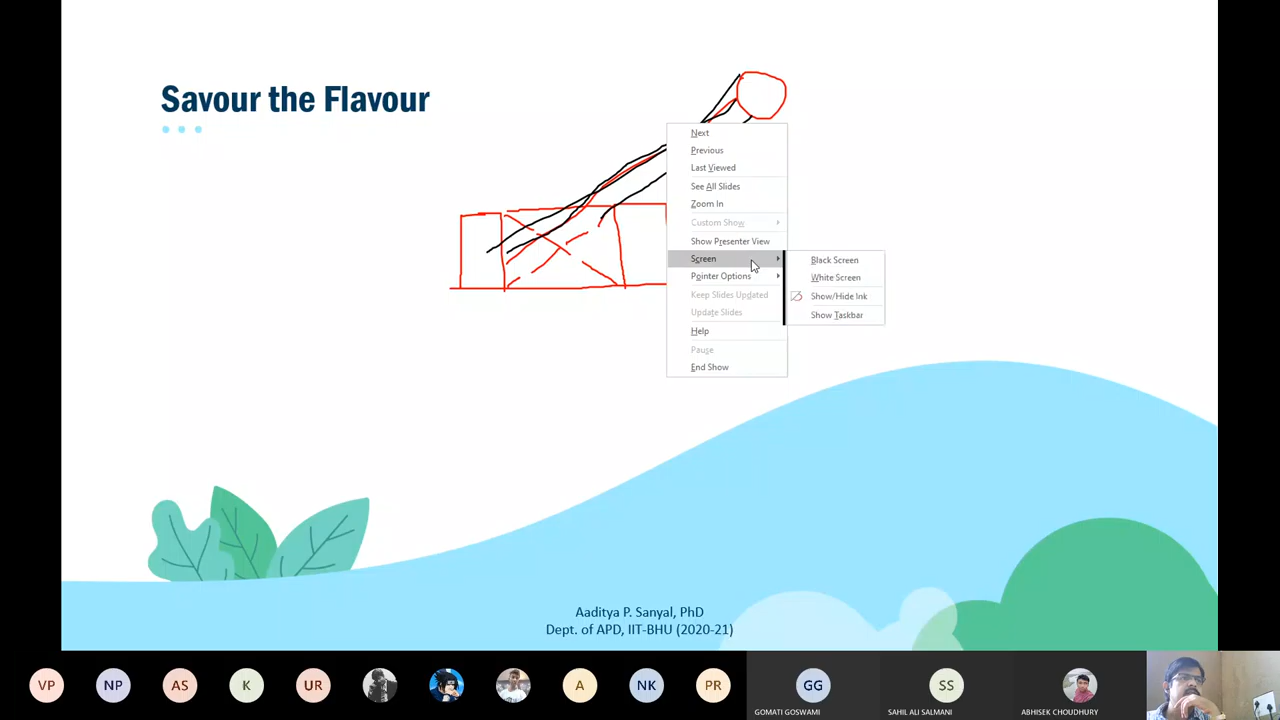 Savour the Flavour
Next
Previous
Last Viewed
See All Slides
Zoom In
Custom Show
Show Presenter View
Screen
Pointer Options
Keep Slides Updated
Update Slides
Help
Pause
End Show
Black Screen
White Screen
Show/Hide Ink
Show Taskbar
Aaditya P. Sanyal, PhD
Dept. of APD, IIT-BHU (2020-21)
VP NP AS K UR A NK PR GG SS
GOMATI GOSWAMI SAHIL ALI SALMANI ABHISEK CHOUDHURY